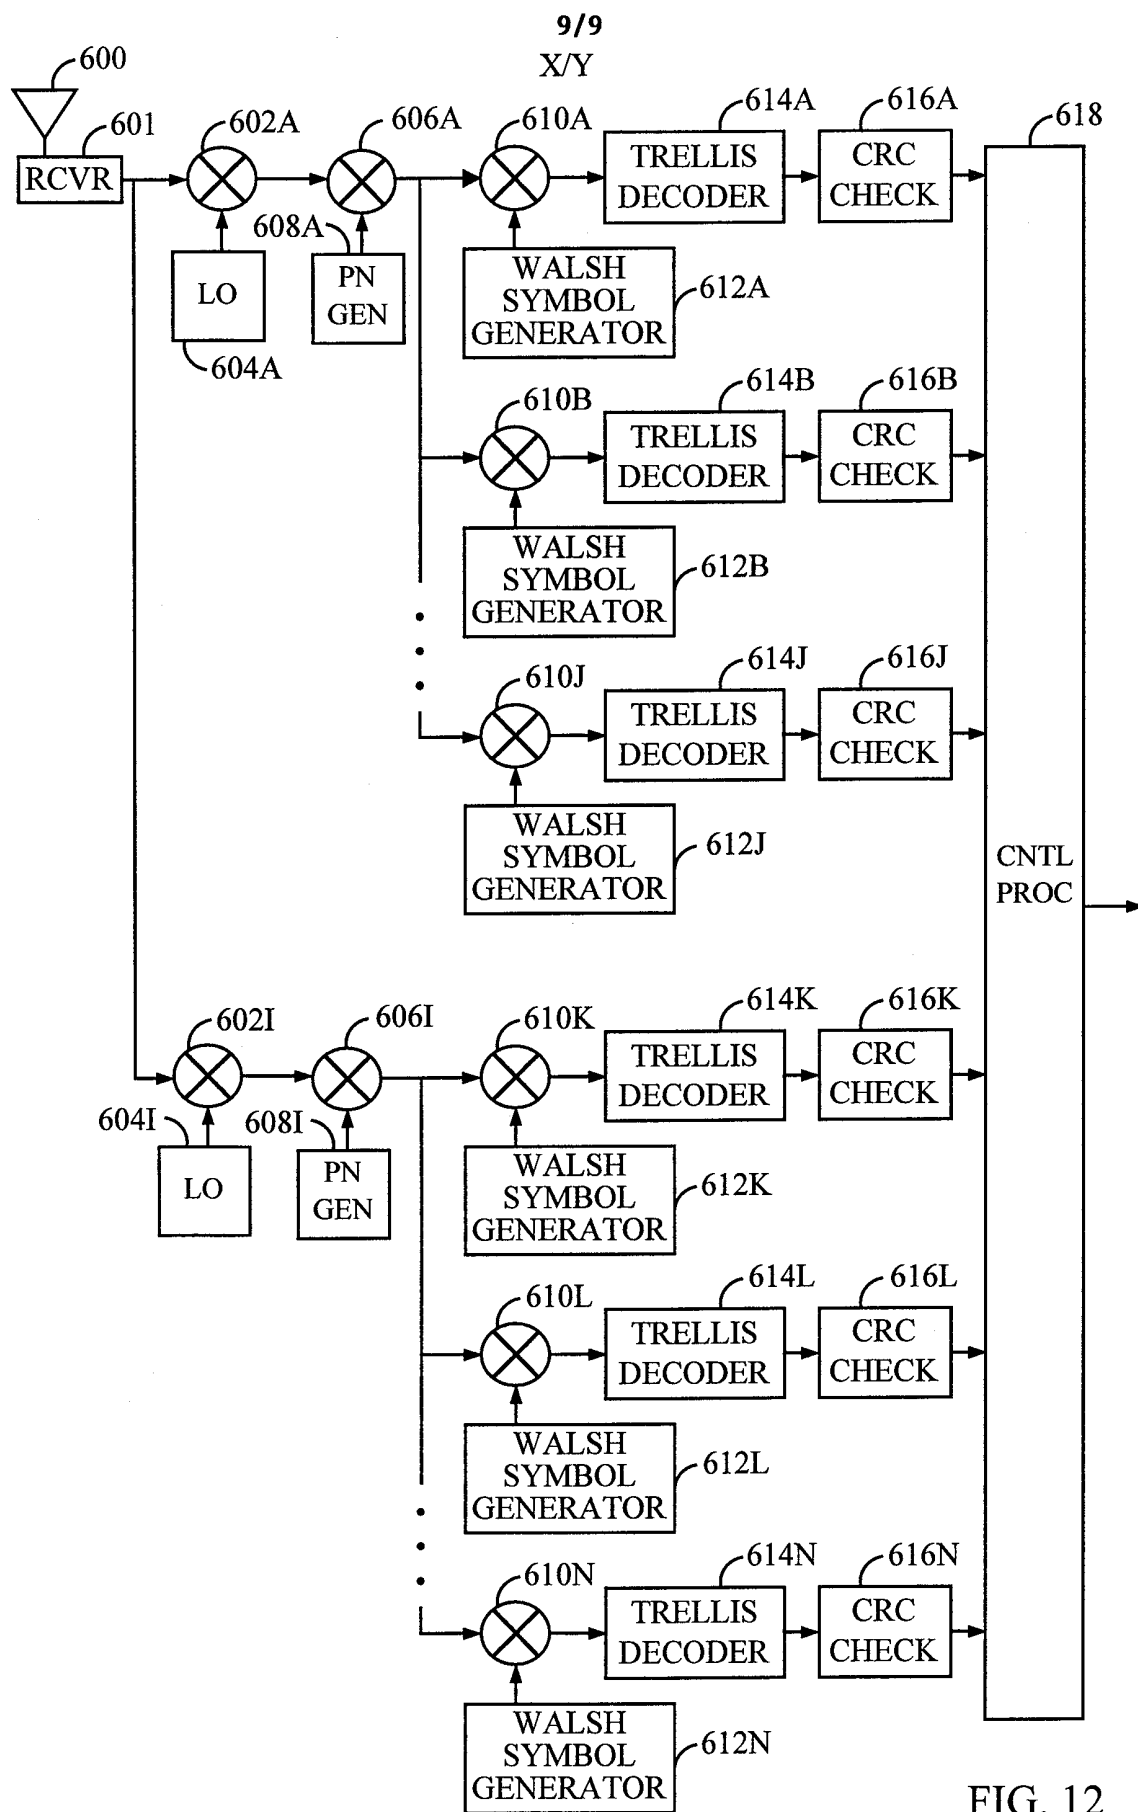 9/9
X/Y
600
601
RCVR
602A
604A
LO
606A
608A
PN
GEN
610A
WALSH
SYMBOL
GENERATOR
612A
614A
TRELLIS
DECODER
616A
CRC
CHECK
618
CNTL
PROC
610B
WALSH
SYMBOL
GENERATOR
612B
614B
TRELLIS
DECODER
616B
CRC
CHECK
610J
WALSH
SYMBOL
GENERATOR
612J
614J
TRELLIS
DECODER
616J
CRC
CHECK
602I
604I
LO
606I
608I
PN
GEN
610K
WALSH
SYMBOL
GENERATOR
612K
614K
TRELLIS
DECODER
616K
CRC
CHECK
610L
WALSH
SYMBOL
GENERATOR
612L
614L
TRELLIS
DECODER
616L
CRC
CHECK
610N
WALSH
SYMBOL
GENERATOR
612N
614N
TRELLIS
DECODER
616N
CRC
CHECK
FIG. 12